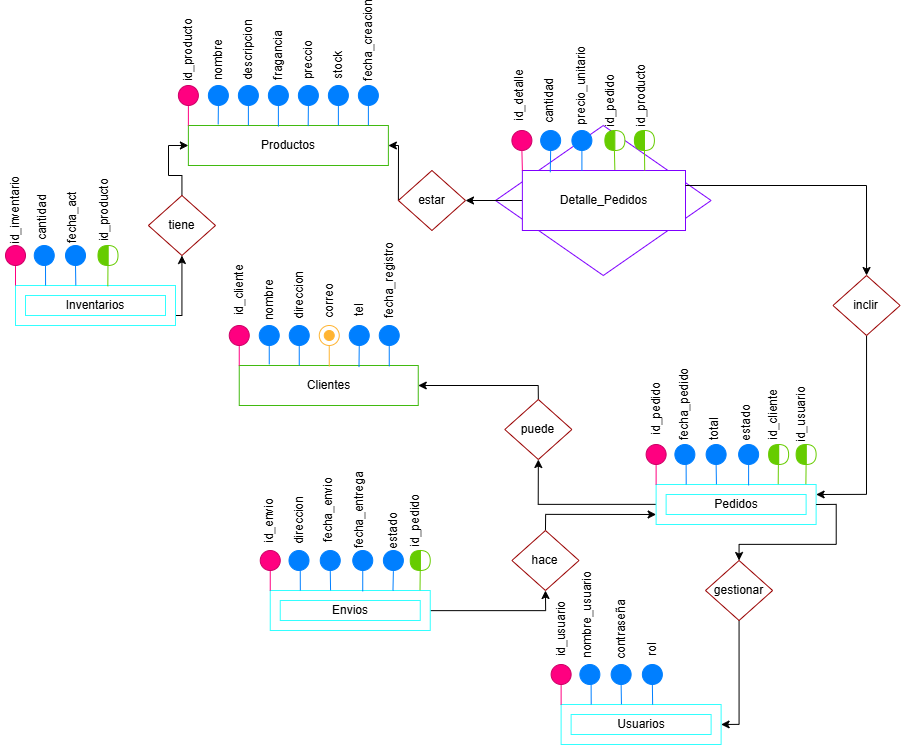 id_producto
nombre
descripcion
fragancia
preccio
stock
fecha_creacion
Productos
id_detalle
cantidad
precio_unitario
id_pedido
id_producto
Detalle_Pedidos
estar
tiene
id_inventario
cantidad
fecha_act
id_producto
Inventarios
inclir
id_cliente
nombre
direccion
correo
tel
fecha_registro
Clientes
puede
id_pedido
fecha_pedido
total
estado
id_cliente
id_usuario
Pedidos
id_envio
direccion
fecha_envio
fecha_entrega
estado
id_pedido
Envios
hace
gestionar
id_usuario
nombre_usuario
contraseña
rol
Usuarios